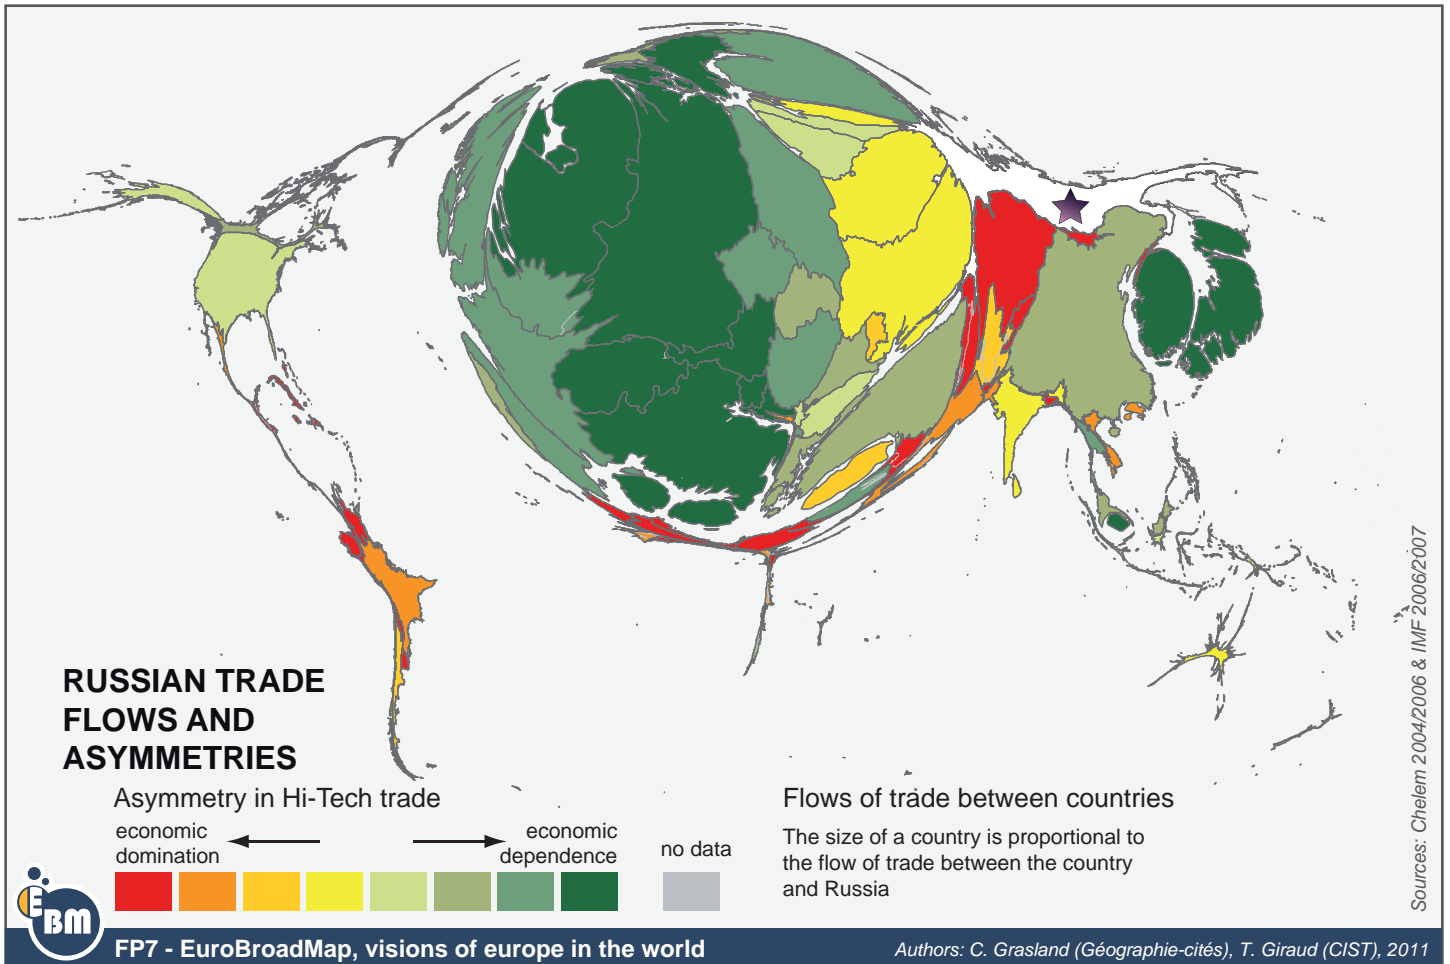 RUSSIAN TRADE
FLOWS AND
ASYMMETRIES
Asymmetry in Hi-Tech trade
economic
domination
economic
dependence
no data
Flows of trade between countries
The size of a country is proportional to
the flow of trade between the country
and Russia
Sources: Chelem 2004/2006 & IMF 2006/2007
EBM
FP7 - EuroBroadMap, visions of europe in the world
Authors: C. Grasland (Géographie-cités), T. Giraud (CIST), 2011